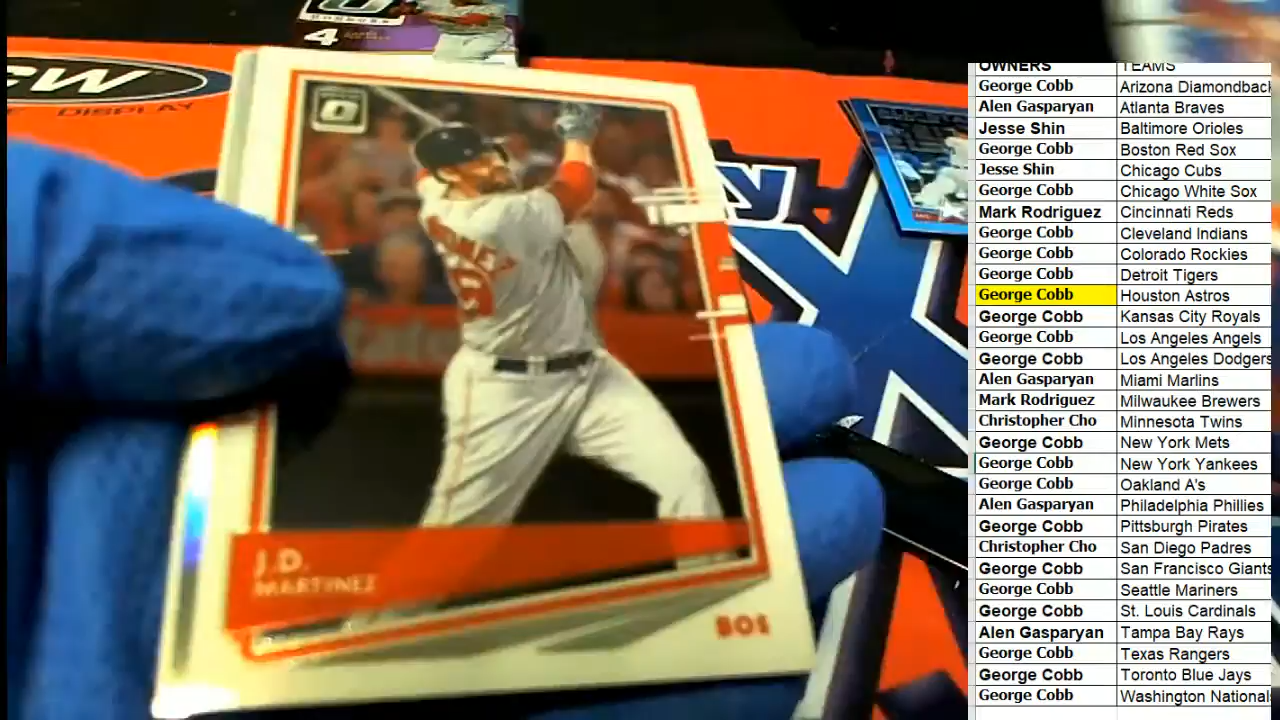 4
CW
DISPLAY
J.D.
MARTINEZ
BOS
OWNERS TEAMS
George Cobb Arizona Diamondback
Alen Gasparyan Atlanta Braves
Jesse Shin Baltimore Orioles
George Cobb Boston Red Sox
Jesse Shin Chicago Cubs
George Cobb Chicago White Sox
Mark Rodriguez Cincinnati Reds
George Cobb Cleveland Indians
George Cobb Colorado Rockies
George Cobb Detroit Tigers
George Cobb Houston Astros
George Cobb Kansas City Royals
George Cobb Los Angeles Angels
George Cobb Los Angeles Dodgers
Alen Gasparyan Miami Marlins
Mark Rodriguez Milwaukee Brewers
Christopher Cho Minnesota Twins
George Cobb New York Mets
George Cobb New York Yankees
George Cobb Oakland A's
Alen Gasparyan Philadelphia Phillies
George Cobb Pittsburgh Pirates
Christopher Cho San Diego Padres
George Cobb San Francisco Giants
George Cobb Seattle Mariners
George Cobb St. Louis Cardinals
Alen Gasparyan Tampa Bay Rays
George Cobb Texas Rangers
George Cobb Toronto Blue Jays
George Cobb Washington National